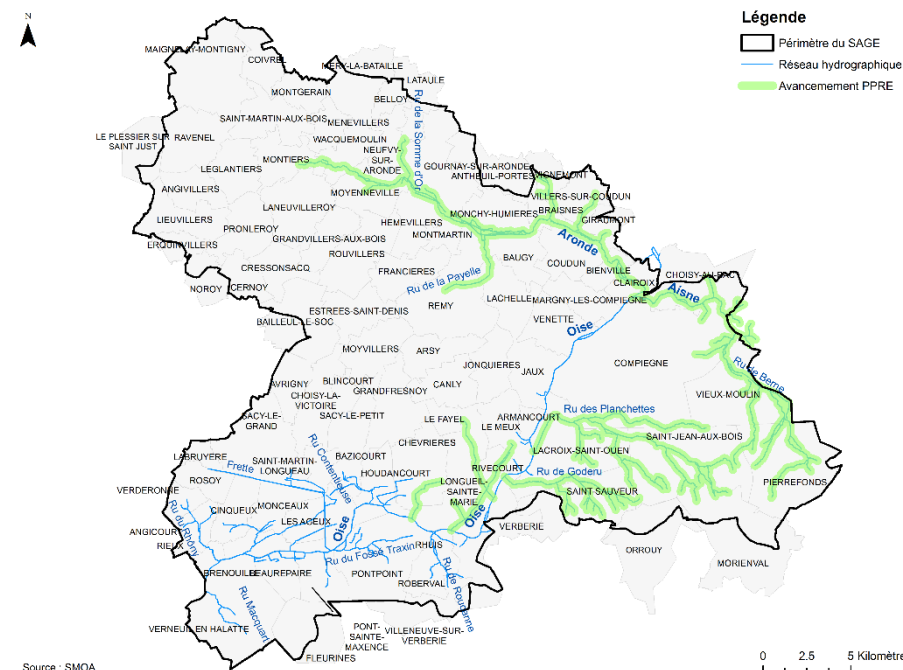 N
Légende
Périmètre du SAGE
Réseau hydrographique
Avancemement PPRE
MAIGNELAY-MONTIGNY
COIVREL
MERY-LA-BATAILLE
LATAULE
MONTGERAIN
BELLOY
Ru de la Somme d'Or
SAINT-MARTIN-AUX-BOIS
MENEVILLERS
LE PLESSIER SUR
SAINT JUST
RAVENEL
WACQUEMOULIN
NEUFVY-
SUR-
ARONDE
MONTIERS
LEGLANTIERS
GOURNAY-SUR-ARONDE
ANTHEUIL-PORTES
VIGNEMONT
ANGIVILLERS
MOYENNEVILLE
VILLERS-SUR-COUDUN
LANEUVILLEROY
MONCHY-HUMIERES
BRAISNES
GIRAUMONT
LIEUVILLERS
PRONLEROY
HEMEVILLERS
MONTMARTIN
GRANDVILLERS-AUX-BOIS
Aronde
ERQUINVILLERS
ROUVILLERS
BAUGY
COUDUN
CRESSONSACQ
FRANCIERES
BIENVILLE
CHOISY-AU-BAC
NOROY
CERNOY
Ru de la Payelle
CLAIROIX
Aisne
REMY
LACHELLE
MARGNY-LES-COMPIEGNE
ESTREES-SAINT-DENIS
BAILLEUL LE-SOC
VENETTE
Oise
MOYVILLERS
ARSY
JONQUIERES
COMPIEGNE
JAUX
Ru de Berne
AVRIGNY
BLINCOURT
CANLY
GRANDFRESNOY
CHOISY-LA-
VICTOIRE
VIEUX-MOULIN
SACY-LE-
GRAND
SACY-LE-PETIT
LE FAYEL
ARMANCOURT
LE MEUX
Ru des Planchettes
SAINT-JEAN-AUX-BOIS
CHEVRIERES
LABRUYERE
SAINT-MARTIN-
LONGUEAU
Ru Contentieuse
BAZICOURT
LACROIX-SAINT-OUEN
Frette
HOUDANCOURT
RIVECOURT
Ru de Goderu
ROSOY
LONGUEIL-
SAINTE-
MARIE
PIERREFONDS
VERDERONNE
SAINT SAUVEUR
CINQUEUX
MONCEAUX
LES AGEUX
Oise
Oise
Ru du Rhôny
ANGICOURT
VERBERIE
RIEUX
Ru du Fossé Traxin
RHUIS
ORROUY
BRENOUILLE
BEAUREPAIRE
PONTPOINT
ROBERVAL
Ru de Roucanne
MORIENVAL
Ru Macquart
VERNEUIL EN HALATTE
PONT-
SAINTE-
MAXENCE
VILLENEUVE-SUR-
VERBERIE
FLEURINES
Source : SMOA
0 2.5 5 Kilomètre